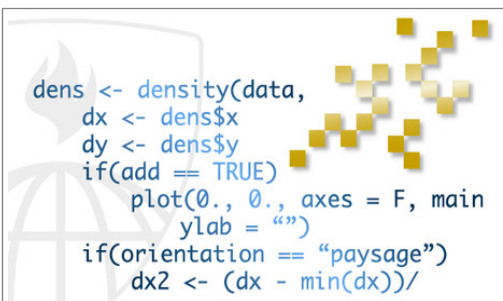 dens <- density(data,
dx <- dens$x
dy <- dens$y
if(add == TRUE)
plot(0., 0., axes = F, main
ylab = “”)
if(orientation == “paysage”)
dx2 <- (dx - min(dx))/